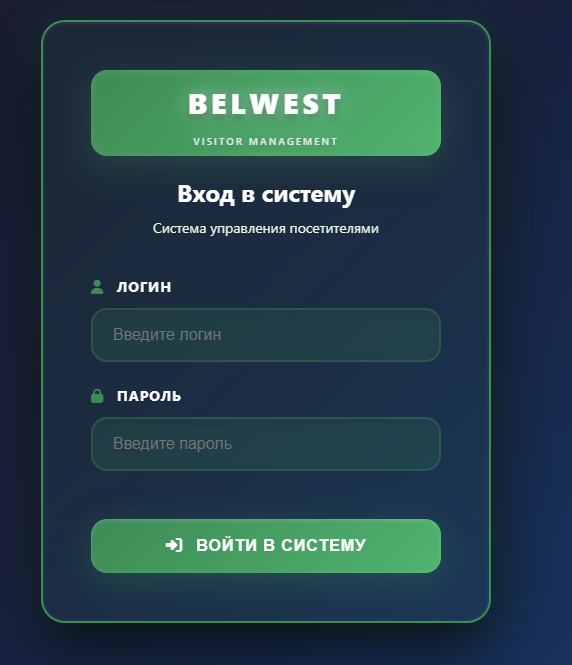 BELWEST
VISITOR MANAGEMENT
Вход в систему
Система управления посетителями
ЛОГИН
Введите логин
ПАРОЛЬ
Введите пароль
ВОЙТИ В СИСТЕМУ